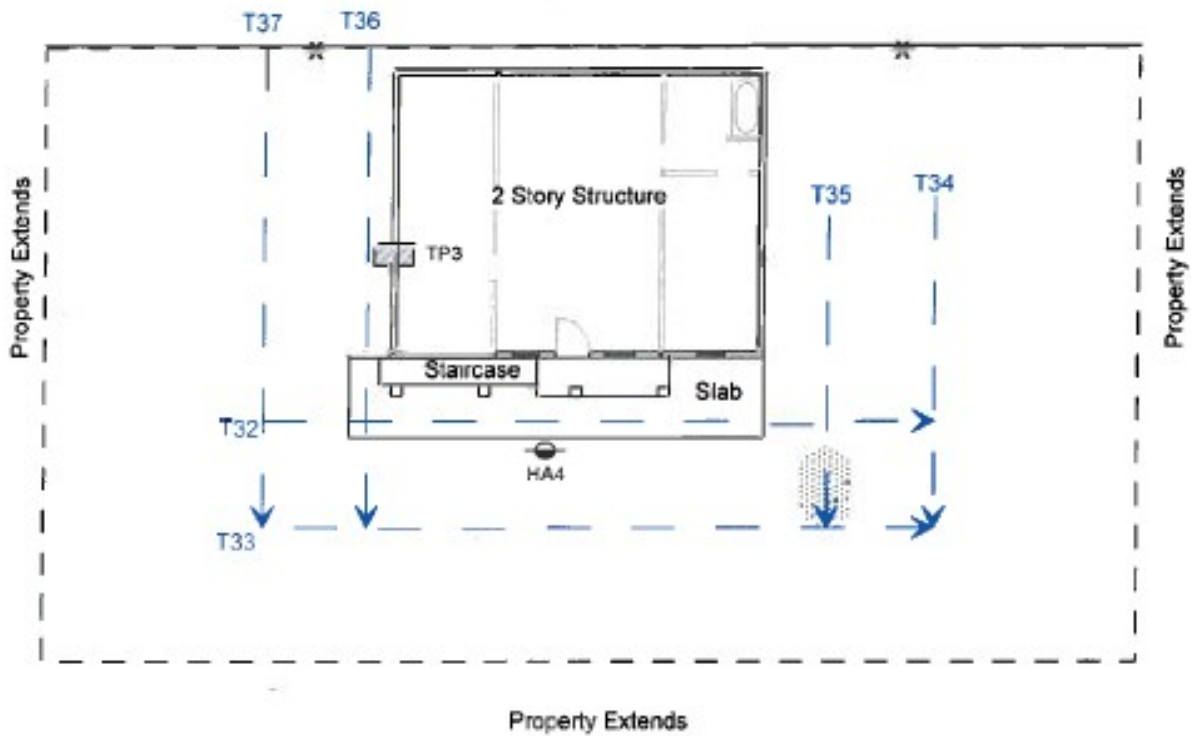 T37
T36
2 Story Structure
T35
T34
Property Extends
Property Extends
TP3
Staircase
Slab
T32
HA4
T33
Property Extends